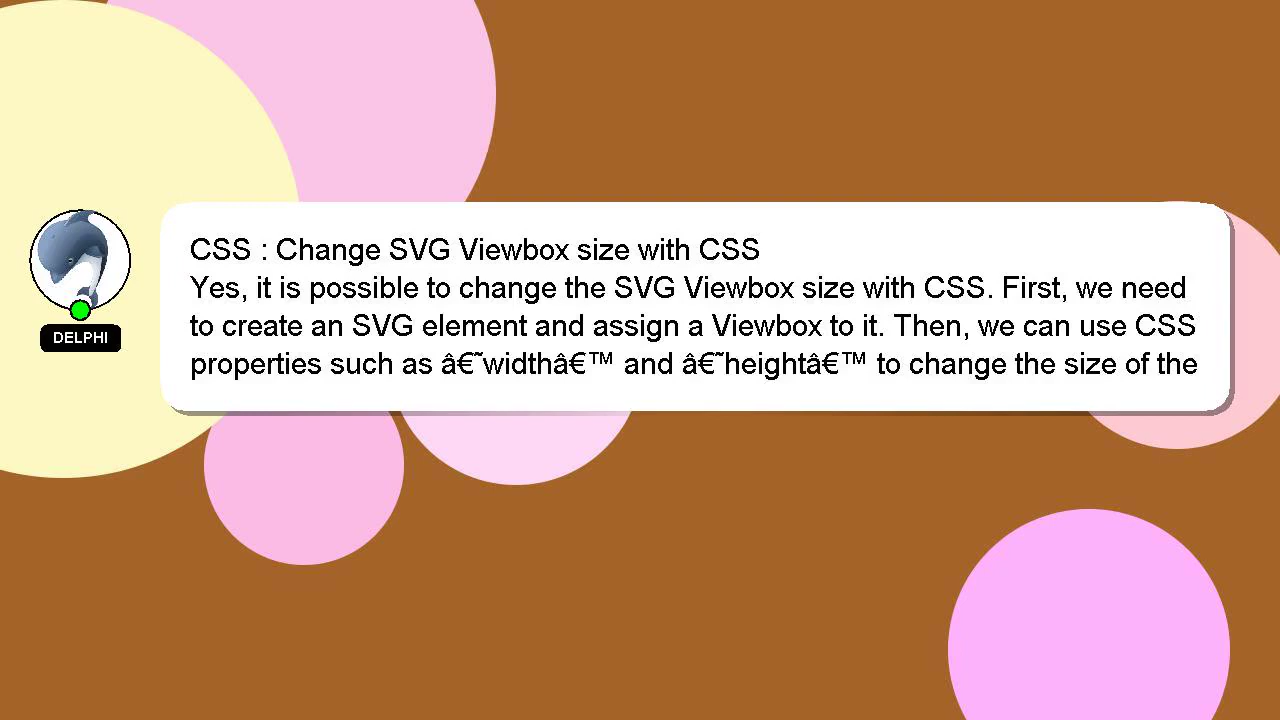 CSS : Change SVG Viewbox size with CSS
Yes, it is possible to change the SVG Viewbox size with CSS. First, we need
to create an SVG element and assign a Viewbox to it. Then, we can use CSS
properties such as â€˜widthâ€™ and â€˜heightâ€™ to change the size of the
DELPHI